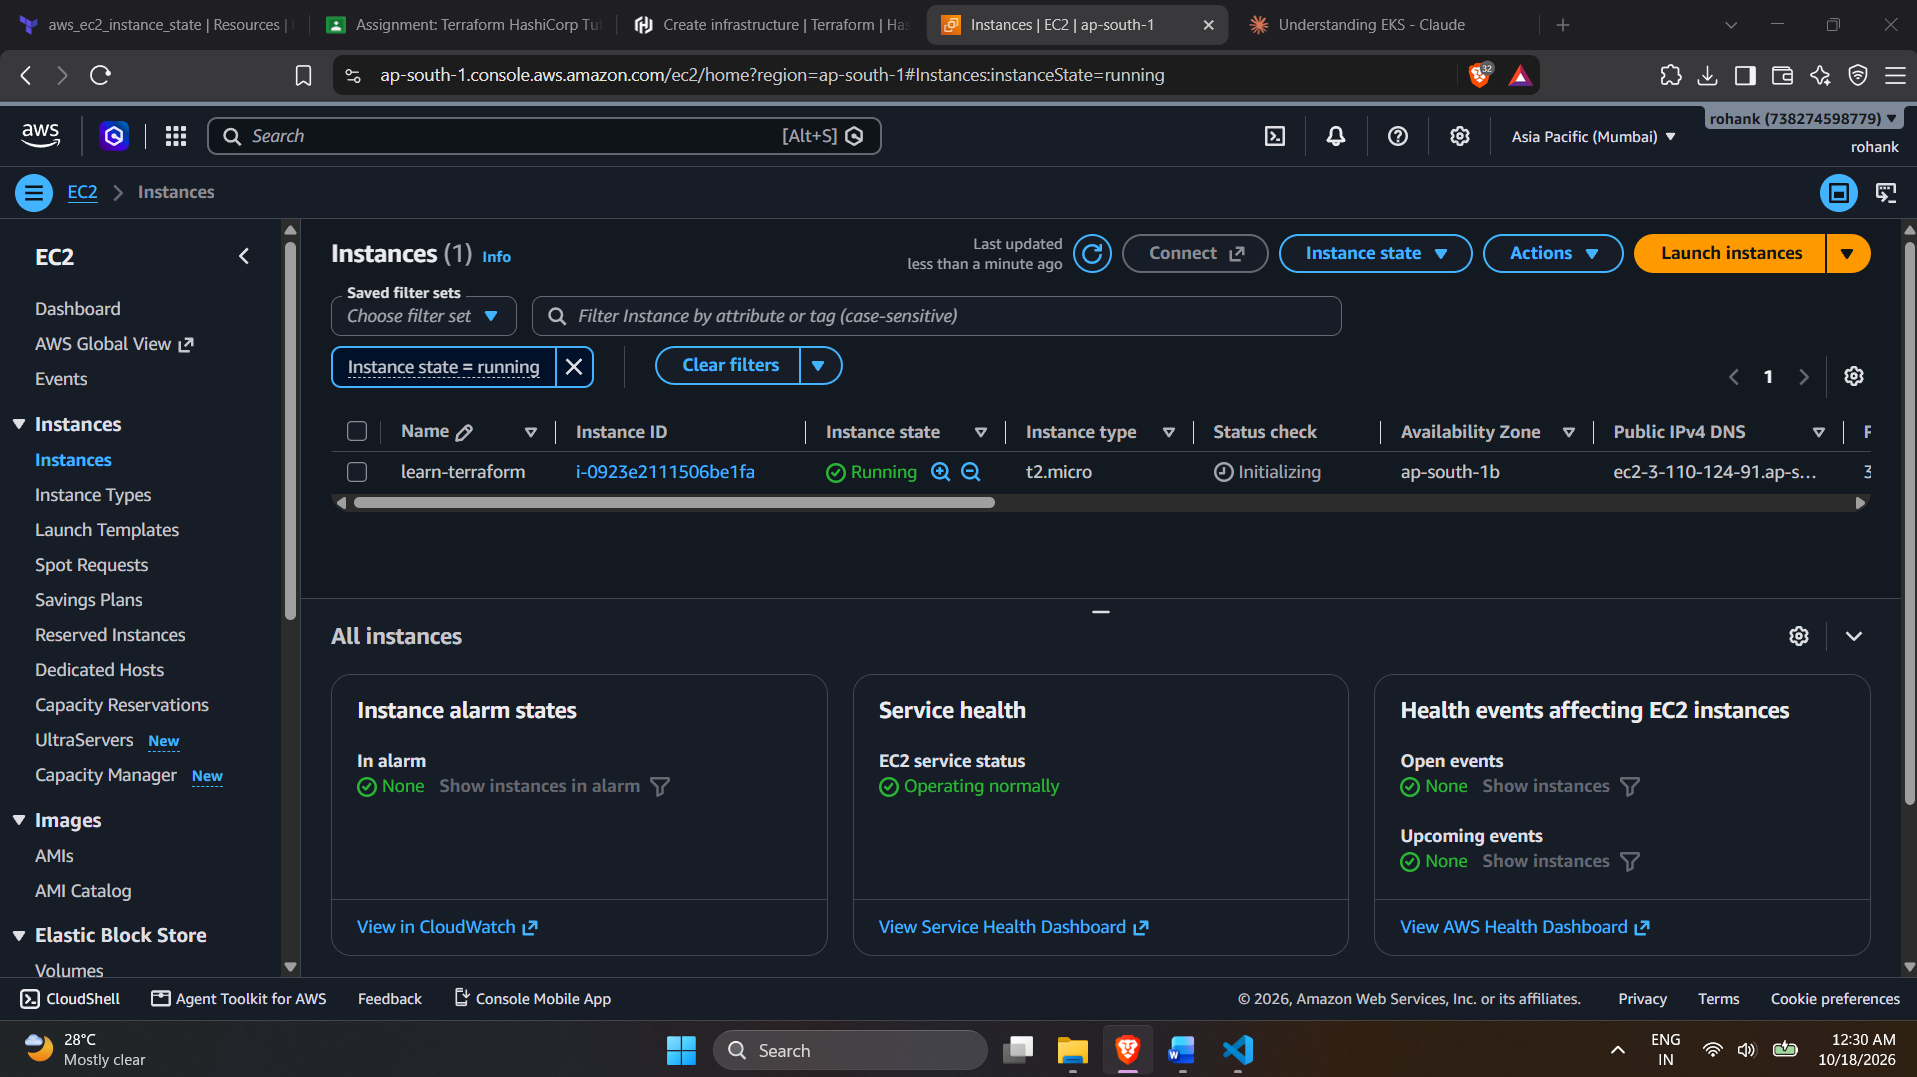 aws_ec2_instance_state | Resources |
Assignment: Terraform HashiCorp Tu
Create infrastructure | Terraform | Has
Instances | EC2 | ap-south-1
Understanding EKS - Claude
ap-south-1.console.aws.amazon.com/ec2/home?region=ap-south-1#Instances:instanceState=running
32
aws
Search
[Alt+S]
Asia Pacific (Mumbai)
rohank (738274598779)
rohank
EC2
Instances
EC2
Dashboard
AWS Global View
Events
Instances
Instances
Instance Types
Launch Templates
Spot Requests
Savings Plans
Reserved Instances
Dedicated Hosts
Capacity Reservations
UltraServers New
Capacity Manager New
Images
AMIs
AMI Catalog
Elastic Block Store
Volumes
Instances (1) Info
Last updated
less than a minute ago
Connect
Instance state
Actions
Launch instances
Saved filter sets
Choose filter set
Filter Instance by attribute or tag (case-sensitive)
Instance state = running
Clear filters
1
Name Instance ID Instance state Instance type Status check Availability Zone Public IPv4 DNS P
learn-terraform i-0923e2111506be1fa Running t2.micro Initializing ap-south-1b ec2-3-110-124-91.ap-s... 3
All instances
Instance alarm states
In alarm
None Show instances in alarm
View in CloudWatch
Service health
EC2 service status
Operating normally
View Service Health Dashboard
Health events affecting EC2 instances
Open events
None Show instances
Upcoming events
None Show instances
View AWS Health Dashboard
CloudShell
Agent Toolkit for AWS
Feedback
Console Mobile App
© 2026, Amazon Web Services, Inc. or its affiliates.
Privacy
Terms
Cookie preferences
28°C
Mostly clear
Search
ENG
IN
12:30 AM
10/18/2026